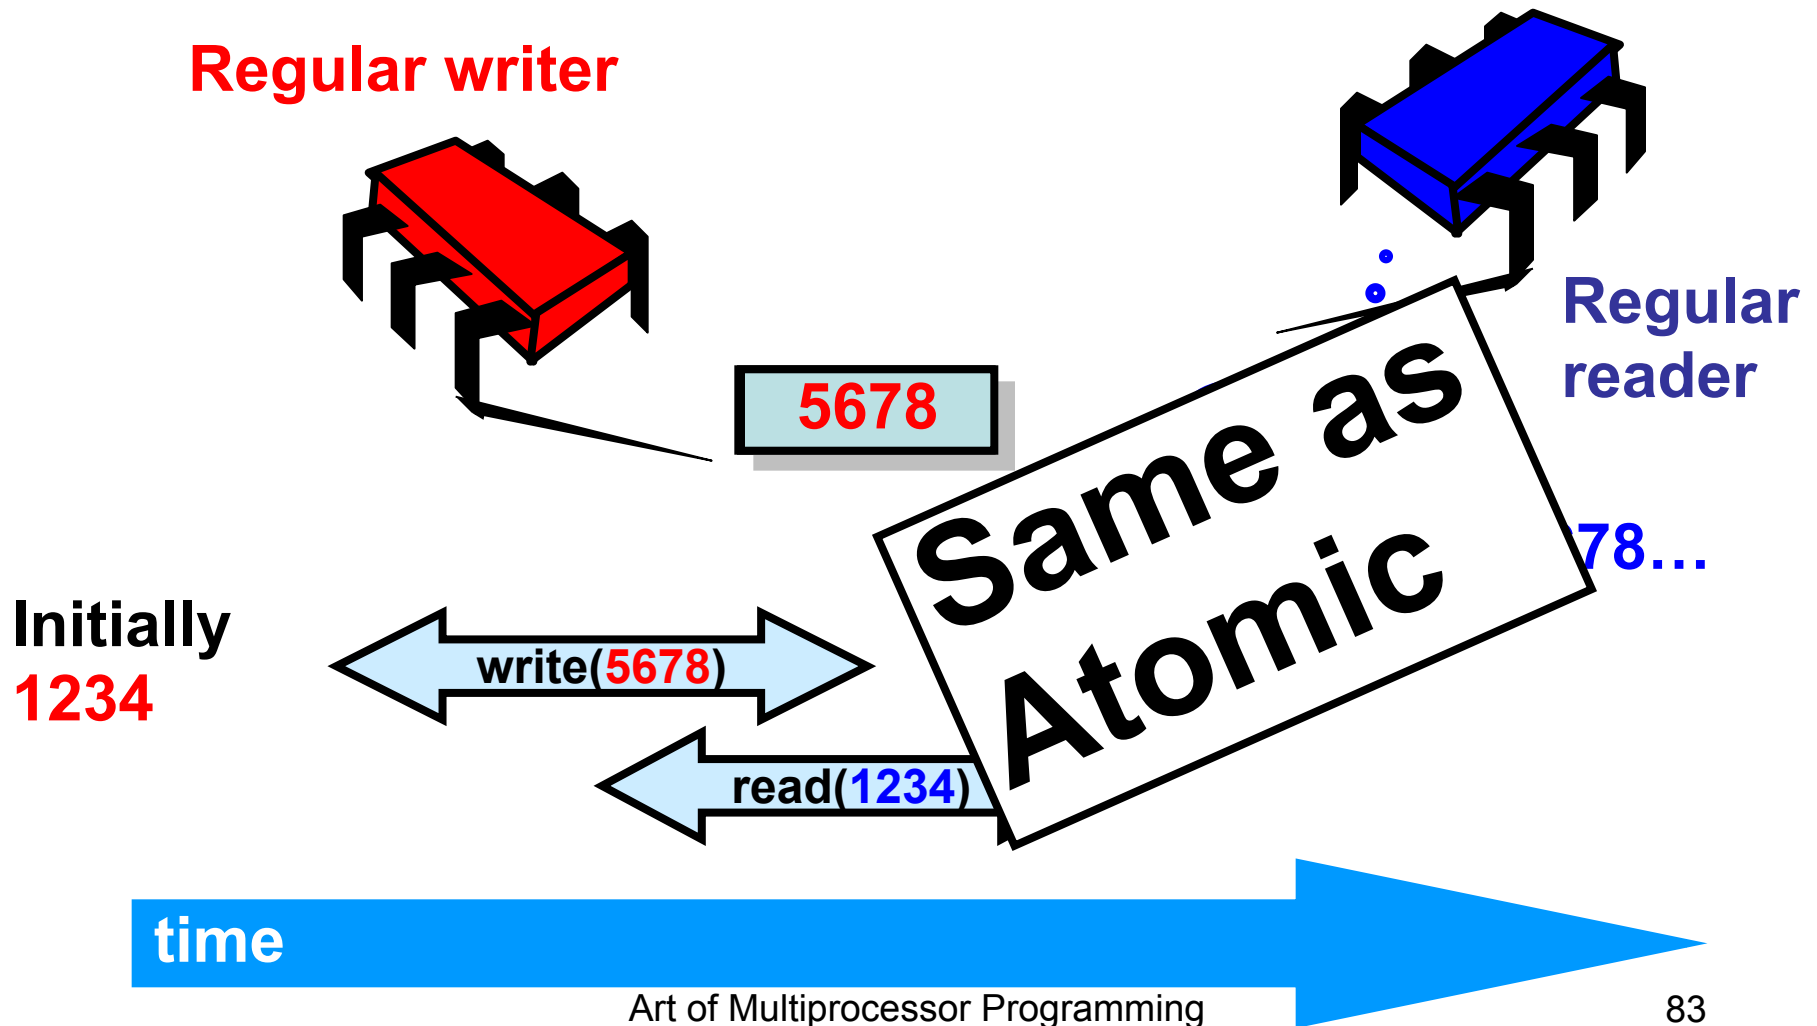 Regular writer
Regular
reader
5678
Same as
Atomic
78…
Initially
1234
write(5678)
read(1234)
time
Art of Multiprocessor Programming
83